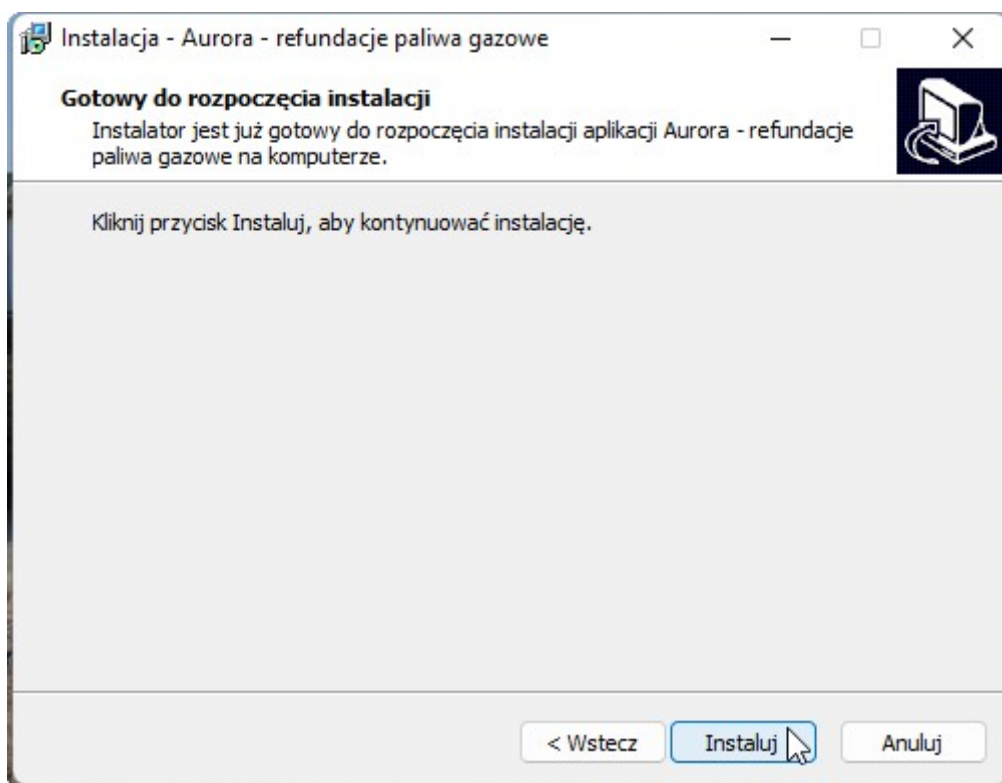 Instalacja - Aurora - refundacje paliwa gazowe
Gotowy do rozpoczęcia instalacji
Instalator jest już gotowy do rozpoczęcia instalacji aplikacji Aurora - refundacje
paliwa gazowe na komputerze.
Kliknij przycisk Instaluj, aby kontynuować instalację.
< Wstecz
Instaluj
Anuluj